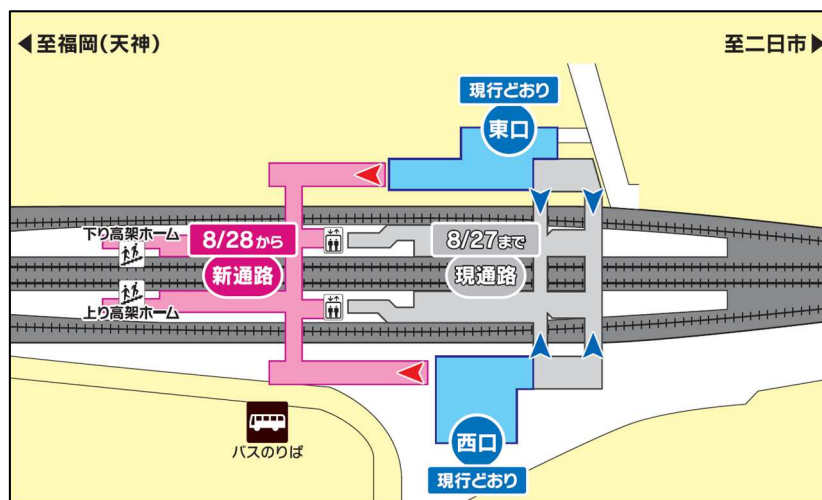 ◀至福岡(天神)
至二日市▶
現行どおり
東口
下り高架ホーム
8/28から
8/27まで
新通路
現通路
上り高架ホーム
バスのりば
西口
現行どおり